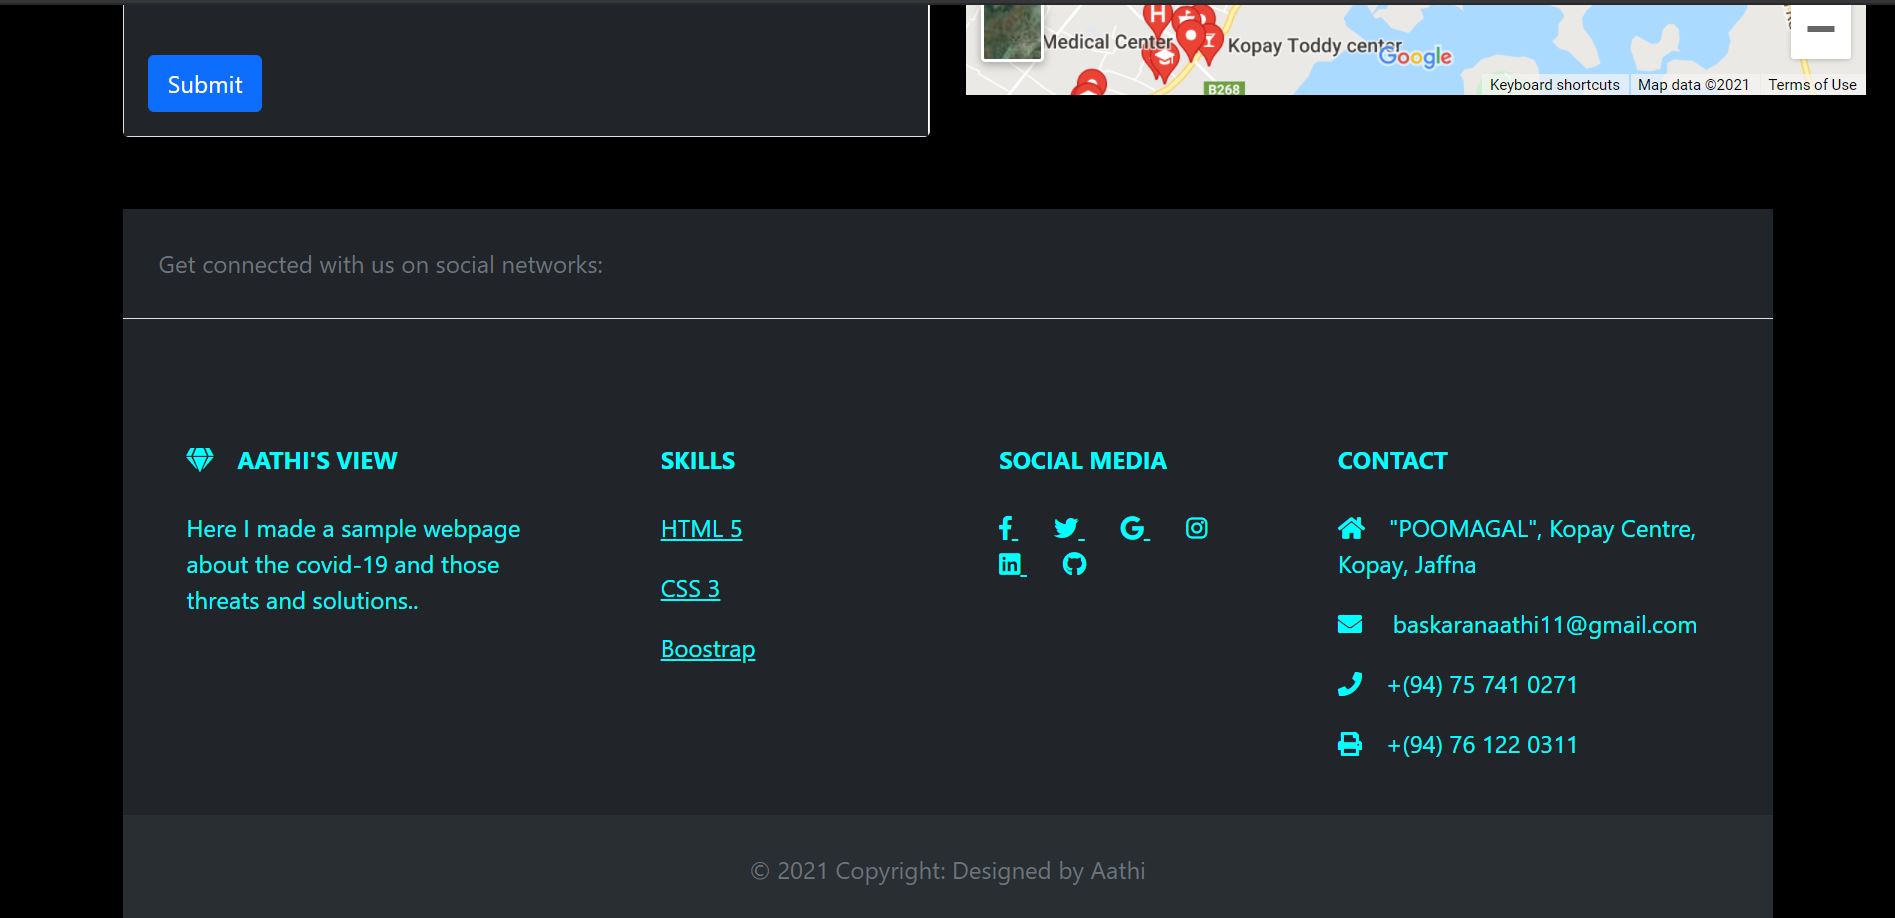 Submit
H
Medical Center
Kopay Toddy center
Google
B268
Keyboard shortcuts
Map data ©2021
Terms of Use
Get connected with us on social networks:
AATHI'S VIEW
Here I made a sample webpage
about the covid-19 and those
threats and solutions..
SKILLS
HTML 5
CSS 3
Boostrap
SOCIAL MEDIA
CONTACT
"POOMAGAL", Kopay Centre,
Kopay, Jaffna
baskaranaathi11@gmail.com
+(94) 75 741 0271
+(94) 76 122 0311
© 2021 Copyright: Designed by Aathi